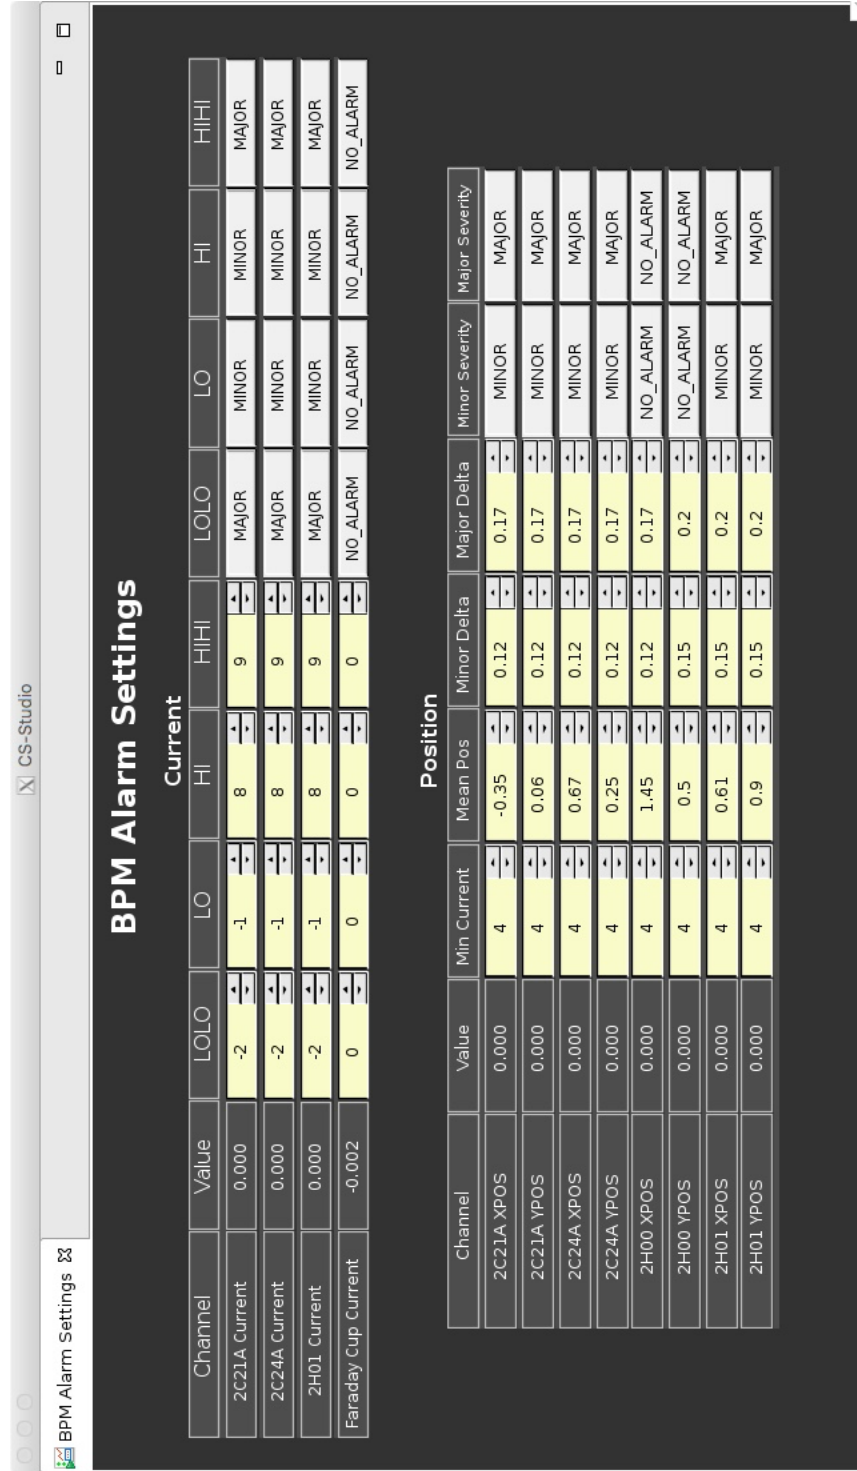 CS-Studio
BPM Alarm Settings
BPM Alarm Settings
Current
Channel Value LOLO LO HI HIHI LOLO LO HI HIHI
2C21A Current 0.000 -2 -1 8 9 MAJOR MINOR MINOR MAJOR
2C24A Current 0.000 -2 -1 8 9 MAJOR MINOR MINOR MAJOR
2H01 Current 0.000 -2 -1 8 9 MAJOR MINOR MINOR MAJOR
Faraday Cup Current -0.002 0 0 0 0 NO_ALARM NO_ALARM NO_ALARM NO_ALARM
Position
Channel Value Min Current Mean Pos Minor Delta Major Delta Minor Severity Major Severity
2C21A XPOS 0.000 4 -0.35 0.12 0.17 MINOR MAJOR
2C21A YPOS 0.000 4 0.06 0.12 0.17 MINOR MAJOR
2C24A XPOS 0.000 4 0.67 0.12 0.17 MINOR MAJOR
2C24A YPOS 0.000 4 0.25 0.12 0.17 MINOR MAJOR
2H00 XPOS 0.000 4 1.45 0.12 0.17 NO_ALARM NO_ALARM
2H00 YPOS 0.000 4 0.5 0.15 0.2 NO_ALARM NO_ALARM
2H01 XPOS 0.000 4 0.61 0.15 0.2 MINOR MAJOR
2H01 YPOS 0.000 4 0.9 0.15 0.2 MINOR MAJOR